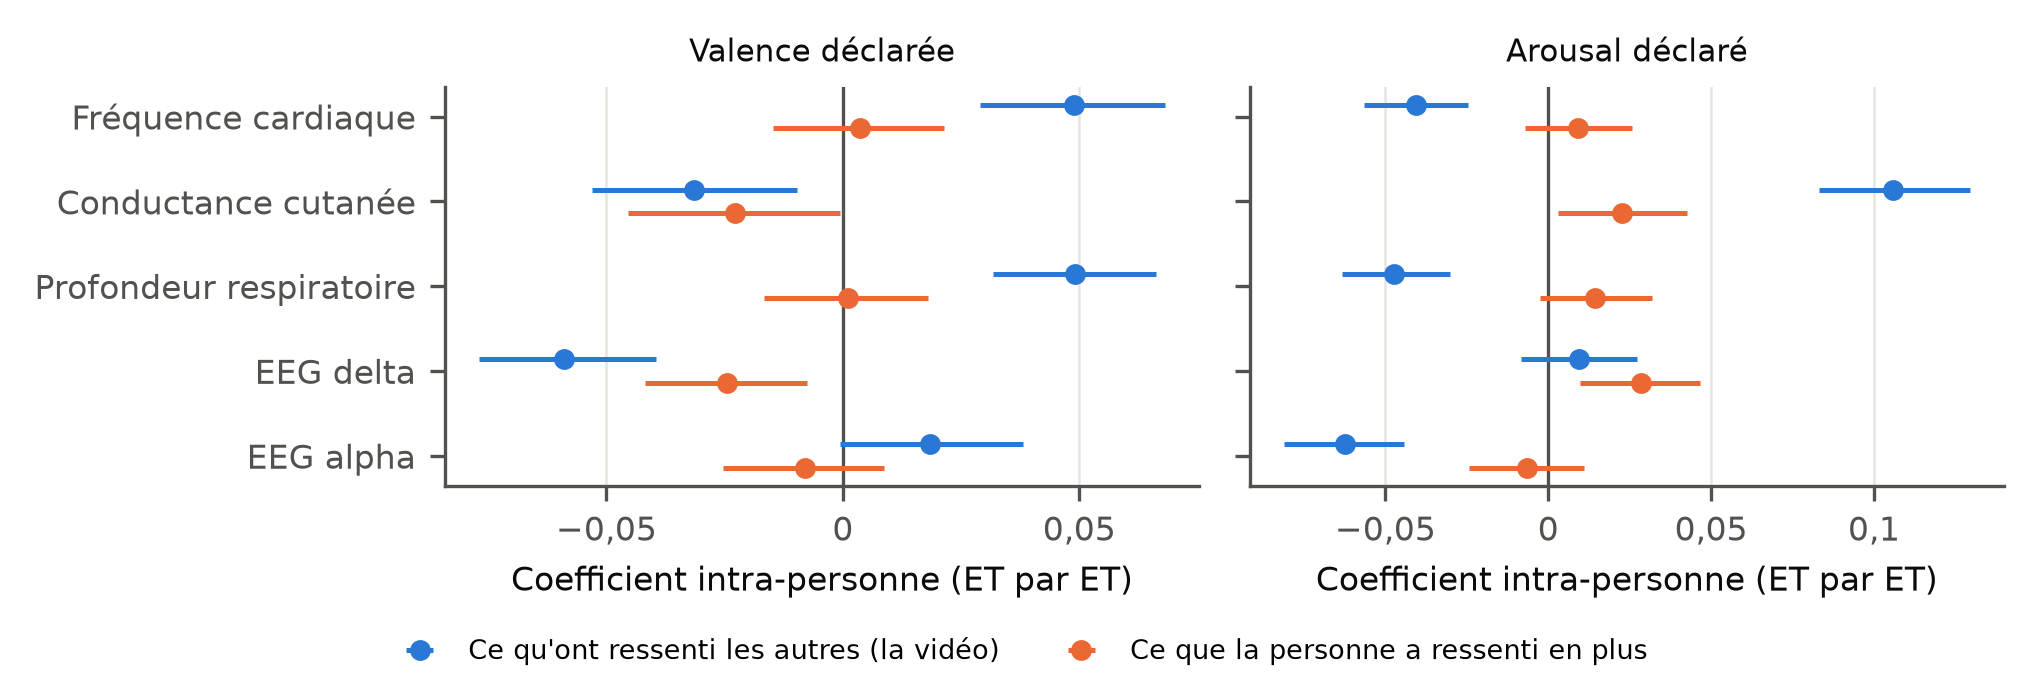 Valence déclarée
Arousal déclaré
Fréquence cardiaque
Conductance cutanée
Profondeur respiratoire
EEG delta
EEG alpha
−0,05 0 0,05
−0,05 0 0,05 0,1
Coefficient intra-personne (ET par ET)
Coefficient intra-personne (ET par ET)
Ce qu'ont ressenti les autres (la vidéo)
Ce que la personne a ressenti en plus